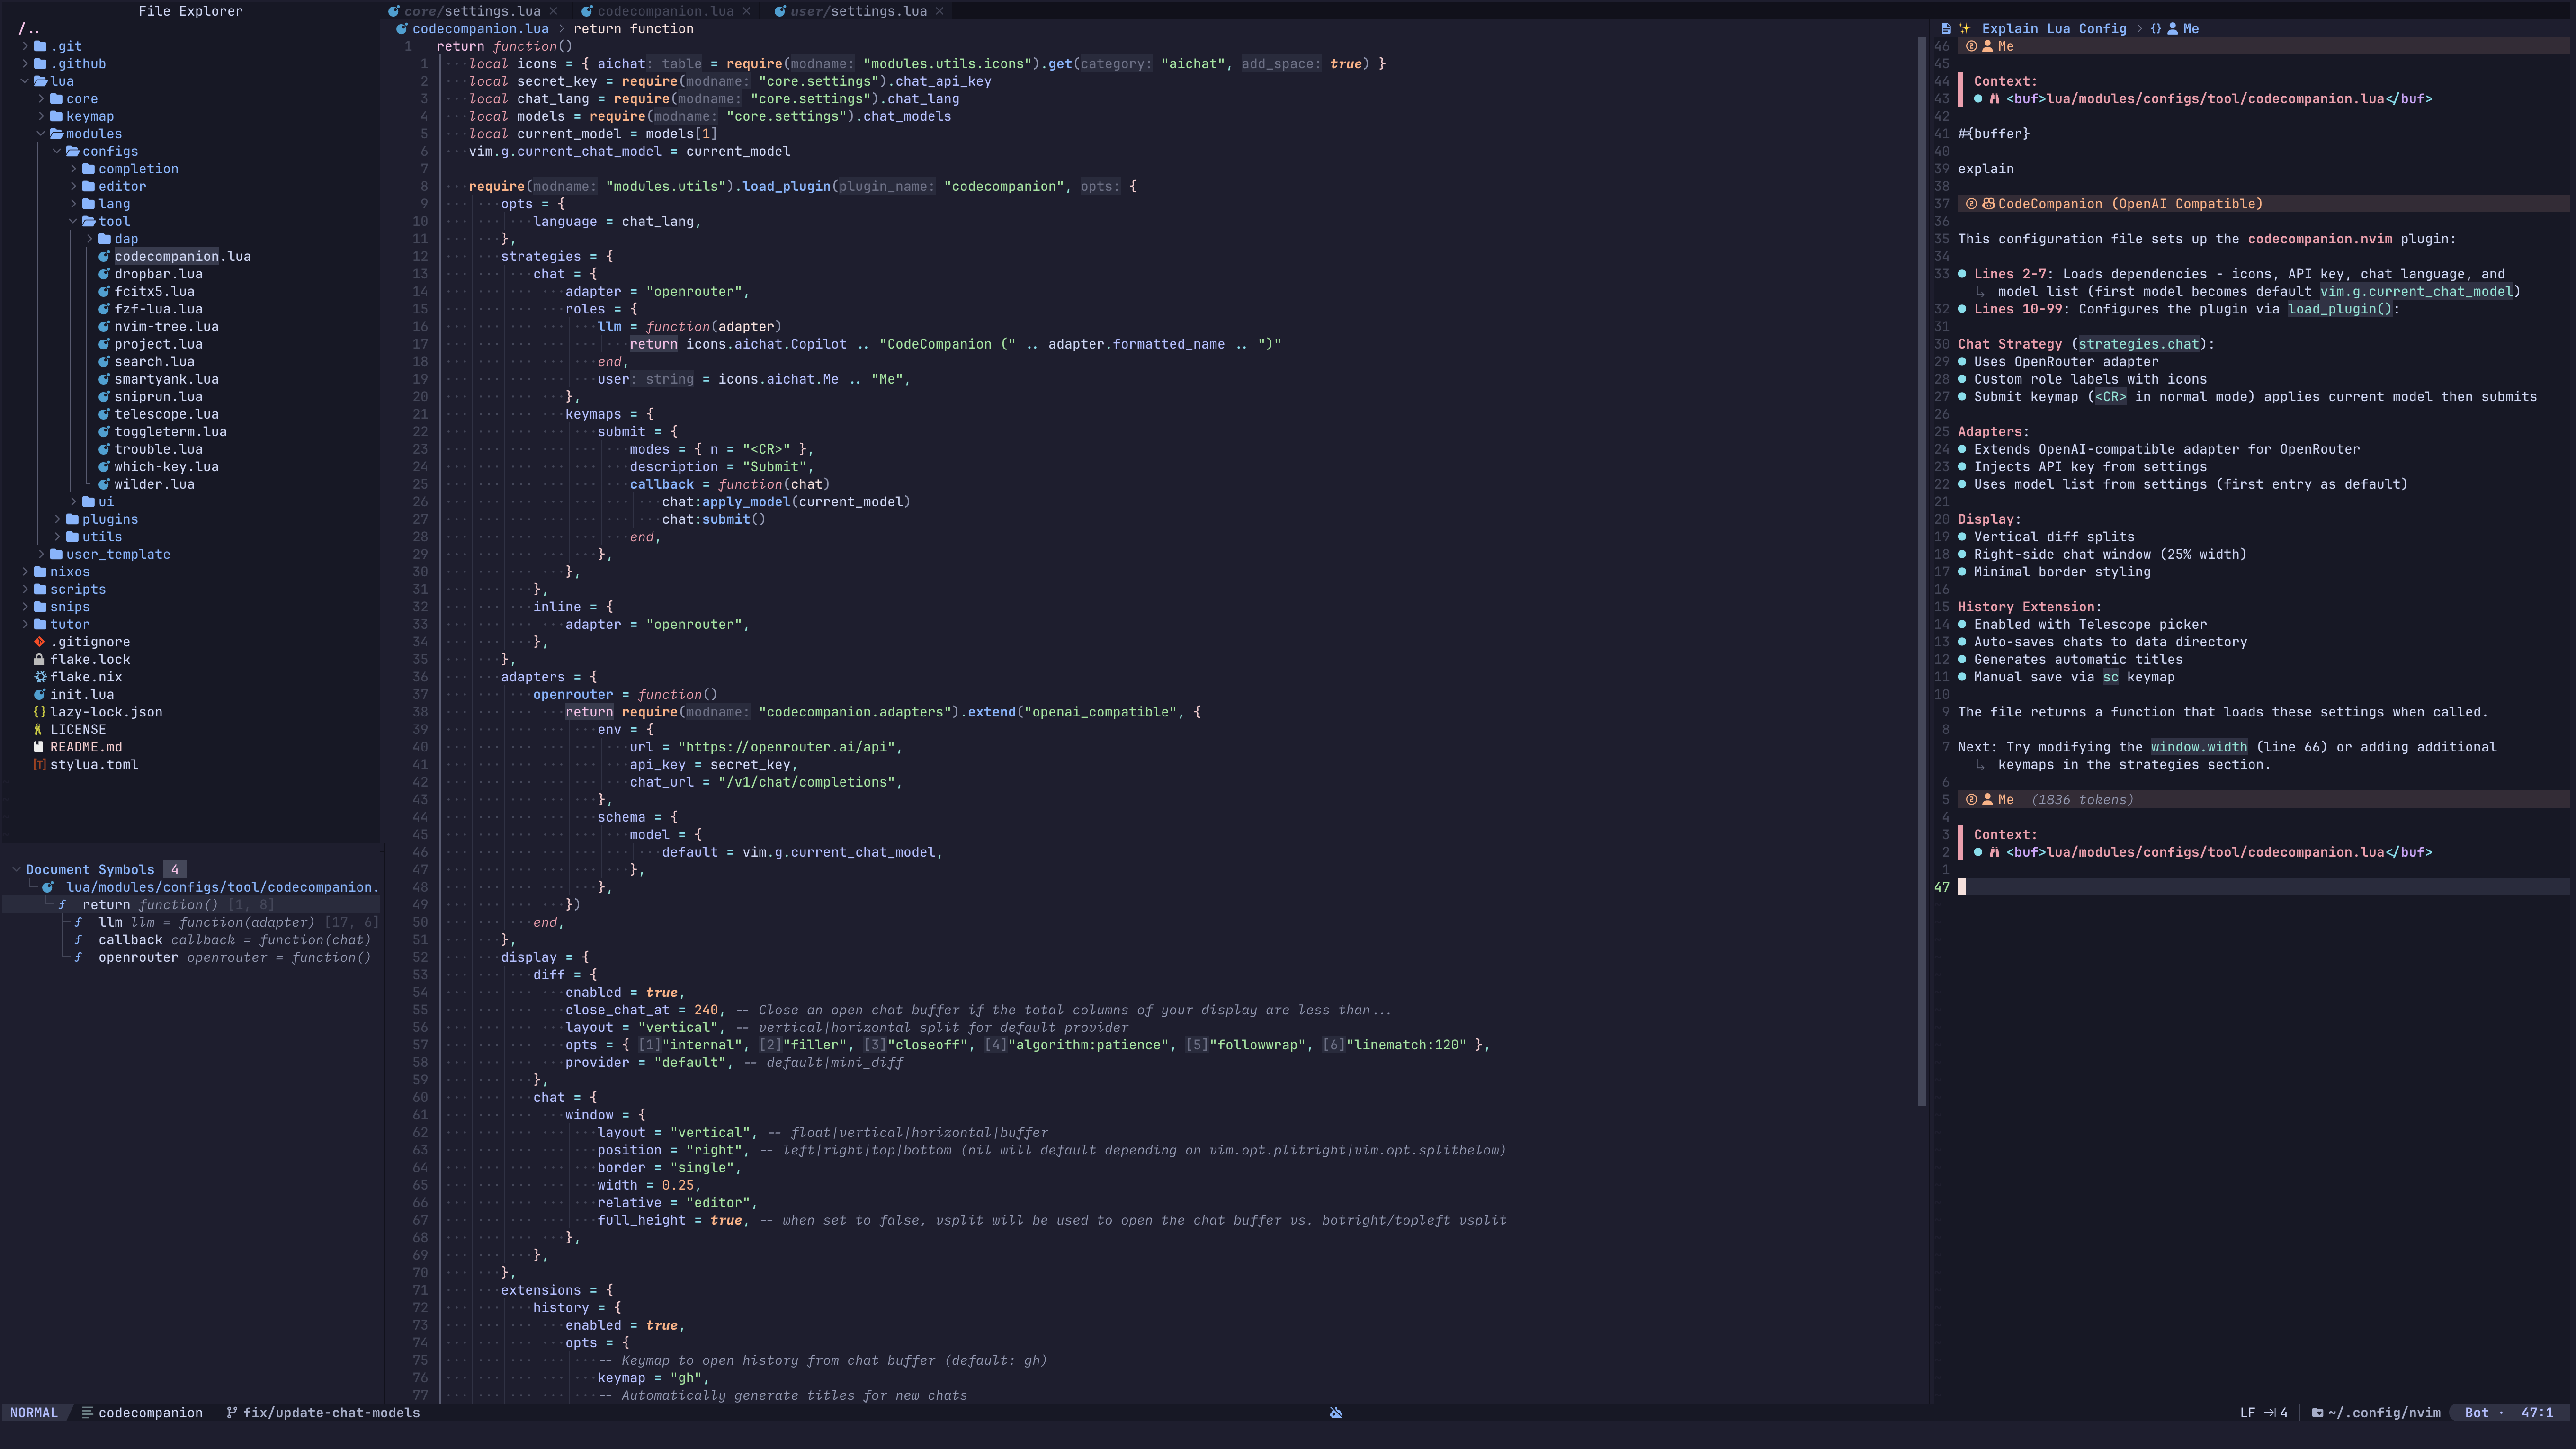 File Explorer
/..
.git
.github
lua
core
keymap
modules
configs
completion
editor
lang
tool
dap
codecompanion.lua
dropbar.lua
fcitx5.lua
fzf-lua.lua
nvim-tree.lua
project.lua
search.lua
smartyank.lua
sniprun.lua
telescope.lua
toggleterm.lua
trouble.lua
which-key.lua
wilder.lua
ui
plugins
utils
user_template
nixos
scripts
snips
tutor
.gitignore
flake.lock
flake.nix
init.lua
lazy-lock.json
LICENSE
README.md
stylua.toml
Document Symbols 4
lua/modules/configs/tool/codecompanion.
return function() [1, 8]
llm llm = function(adapter) [17, 6]
callback callback = function(chat)
openrouter openrouter = function()
core/settings.lua × codecompanion.lua × user/settings.lua ×
codecompanion.lua > return function
1 return function()
1 local icons = { aichat: table = require(modname: "modules.utils.icons").get(category: "aichat", add_space: true) }
2 local secret_key = require(modname: "core.settings").chat_api_key
3 local chat_lang = require(modname: "core.settings").chat_lang
4 local models = require(modname: "core.settings").chat_models
5 local current_model = models[1]
6 vim.g.current_chat_model = current_model
7
8 require(modname: "modules.utils").load_plugin(plugin_name: "codecompanion", opts: {
9 opts = {
10 language = chat_lang,
11 },
12 strategies = {
13 chat = {
14 adapter = "openrouter",
15 roles = {
16 llm = function(adapter)
17 return icons.aichat.Copilot .. "CodeCompanion (" .. adapter.formatted_name .. ")"
18 end,
19 user: string = icons.aichat.Me .. "Me",
20 },
21 keymaps = {
22 submit = {
23 modes = { n = "<CR>" },
24 description = "Submit",
25 callback = function(chat)
26 chat:apply_model(current_model)
27 chat:submit()
28 end,
29 },
30 },
31 },
32 inline = {
33 adapter = "openrouter",
34 },
35 },
36 adapters = {
37 openrouter = function()
38 return require(modname: "codecompanion.adapters").extend("openai_compatible", {
39 env = {
40 url = "https://openrouter.ai/api",
41 api_key = secret_key,
42 chat_url = "/v1/chat/completions",
43 },
44 schema = {
45 model = {
46 default = vim.g.current_chat_model,
47 },
48 },
49 })
50 end,
51 },
52 display = {
53 diff = {
54 enabled = true,
55 close_chat_at = 240, -- Close an open chat buffer if the total columns of your display are less than...
56 layout = "vertical", -- vertical|horizontal split for default provider
57 opts = { [1]"internal", [2]"filler", [3]"closeoff", [4]"algorithm:patience", [5]"followwrap", [6]"linematch:120" },
58 provider = "default", -- default|mini_diff
59 },
60 chat = {
61 window = {
62 layout = "vertical", -- float|vertical|horizontal|buffer
63 position = "right", -- left|right|top|bottom (nil will default depending on vim.opt.plitright|vim.opt.splitbelow)
64 border = "single",
65 width = 0.25,
66 relative = "editor",
67 full_height = true, -- when set to false, vsplit will be used to open the chat buffer vs. botright/topleft vsplit
68 },
69 },
70 },
71 extensions = {
72 history = {
73 enabled = true,
74 opts = {
75 -- Keymap to open history from chat buffer (default: gh)
76 keymap = "gh",
77 -- Automatically generate titles for new chats
✨ Explain Lua Config > {} Me
46 ② Me
45
44 Context:
43 ● <buf>lua/modules/configs/tool/codecompanion.lua</buf>
42
41 #{buffer}
40
39 explain
38
37 ② CodeCompanion (OpenAI Compatible)
36
35 This configuration file sets up the codecompanion.nvim plugin:
34
33 ● Lines 2-7: Loads dependencies - icons, API key, chat language, and
↳ model list (first model becomes default vim.g.current_chat_model)
32 ● Lines 10-99: Configures the plugin via load_plugin():
31
30 Chat Strategy (strategies.chat):
29 ● Uses OpenRouter adapter
28 ● Custom role labels with icons
27 ● Submit keymap (<CR> in normal mode) applies current model then submits
26
25 Adapters:
24 ● Extends OpenAI-compatible adapter for OpenRouter
23 ● Injects API key from settings
22 ● Uses model list from settings (first entry as default)
21
20 Display:
19 ● Vertical diff splits
18 ● Right-side chat window (25% width)
17 ● Minimal border styling
16
15 History Extension:
14 ● Enabled with Telescope picker
13 ● Auto-saves chats to data directory
12 ● Generates automatic titles
11 ● Manual save via sc keymap
10
9 The file returns a function that loads these settings when called.
8
7 Next: Try modifying the window.width (line 66) or adding additional
↳ keymaps in the strategies section.
6
5 ② Me (1836 tokens)
4
3 Context:
2 ● <buf>lua/modules/configs/tool/codecompanion.lua</buf>
1
47
NORMAL codecompanion fix/update-chat-models LF 4 ~/.config/nvim Bot · 47:1